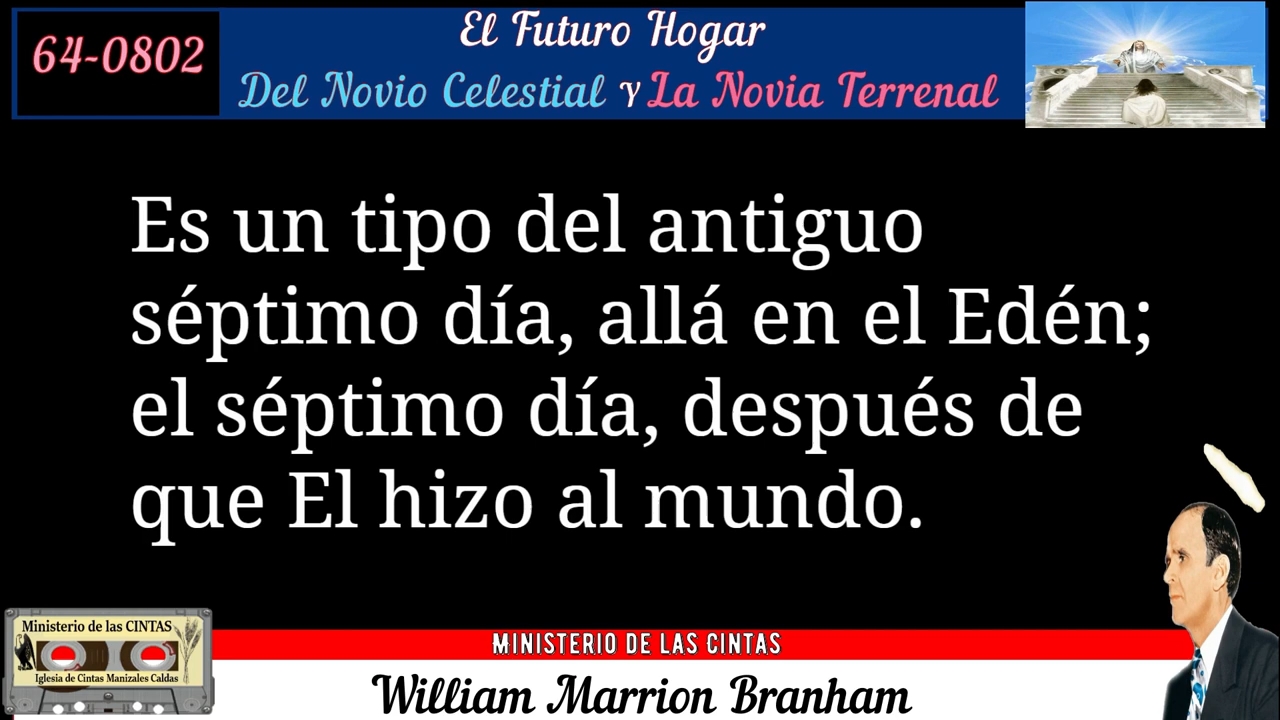 64-0802
El Futuro Hogar
Del Novio Celestial Y La Novia Terrenal
Es un tipo del antiguo
séptimo día, allá en el Edén;
el séptimo día, después de
que El hizo al mundo.
Ministerio de las CINTAS
Iglesia de Cintas Manizales Caldas
MINISTERIO DE LAS CINTAS
William Marrion Branham